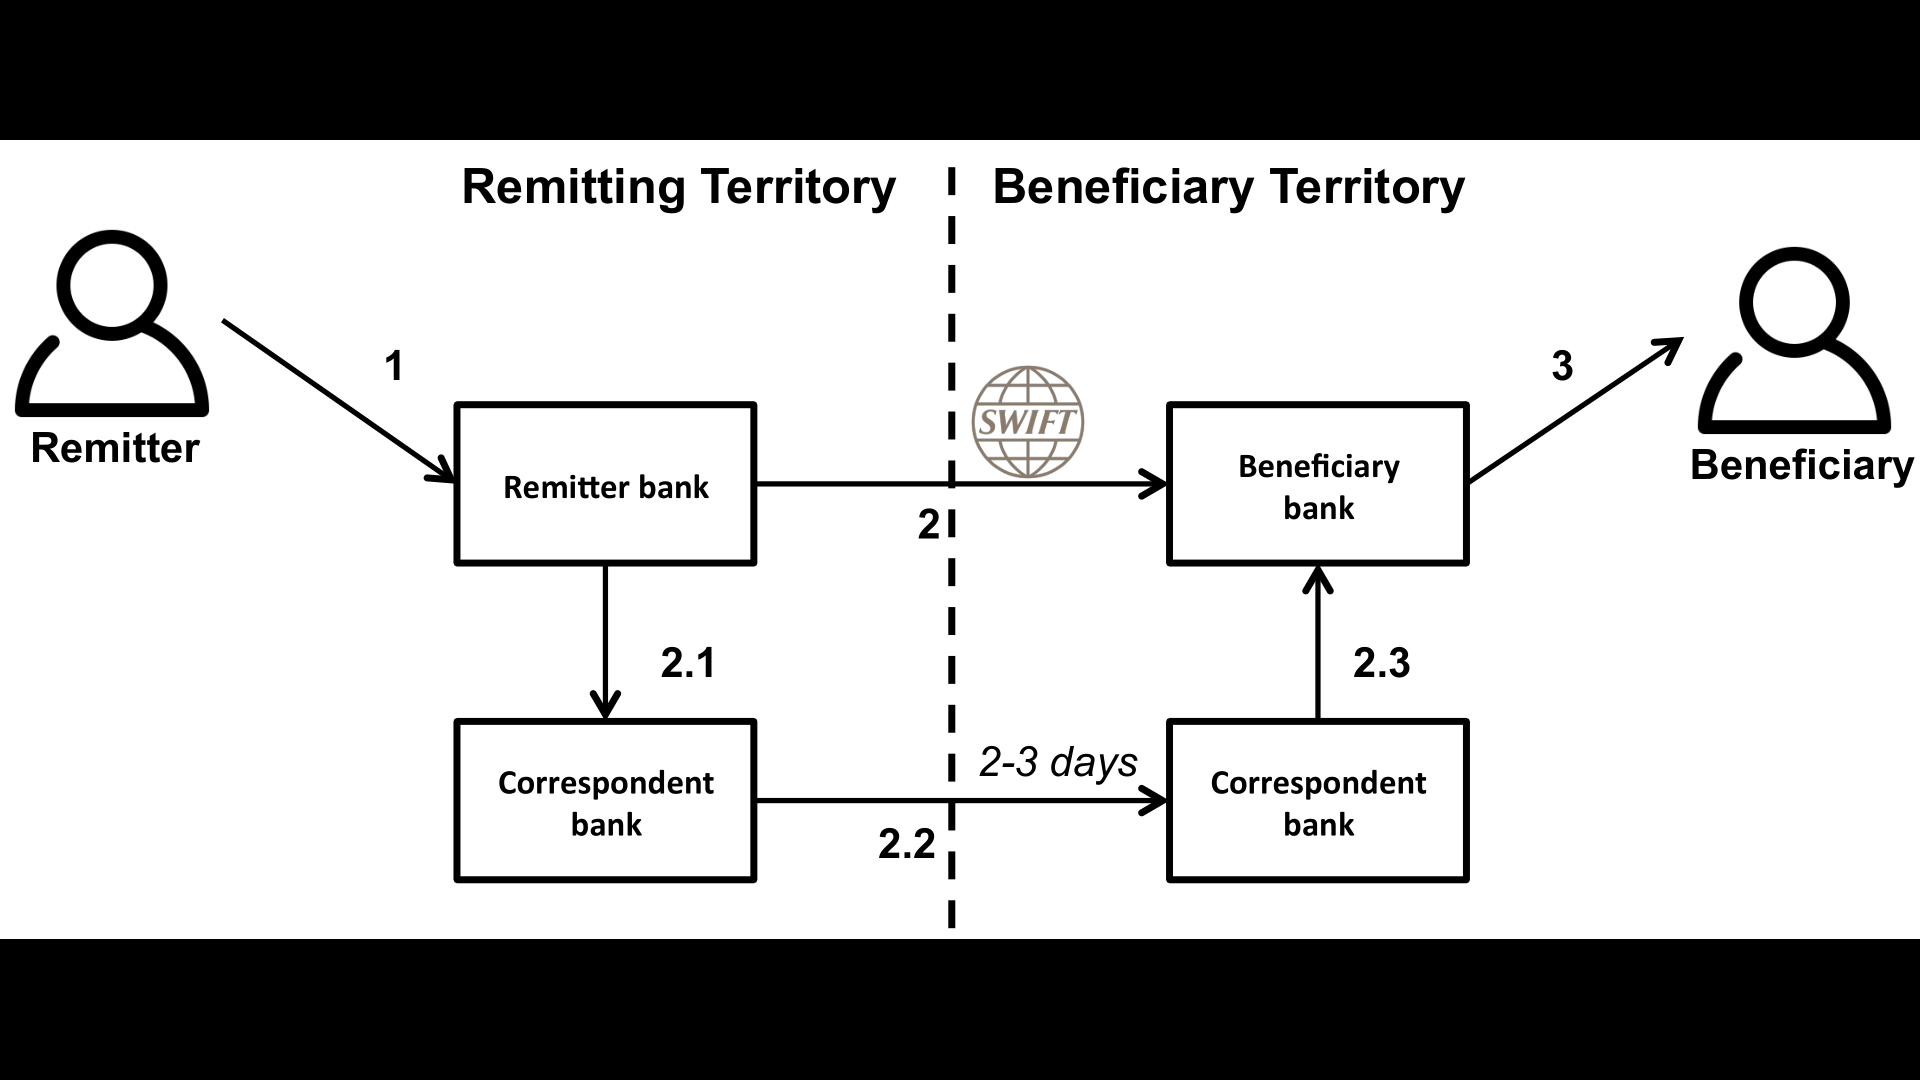 Remitting Territory
Beneficiary Territory
1
3
SWIFT
Remitter
Beneficiary
Remitter bank
Beneficiary
bank
2
2.1
2.3
2-3 days
Correspondent
bank
Correspondent
bank
2.2